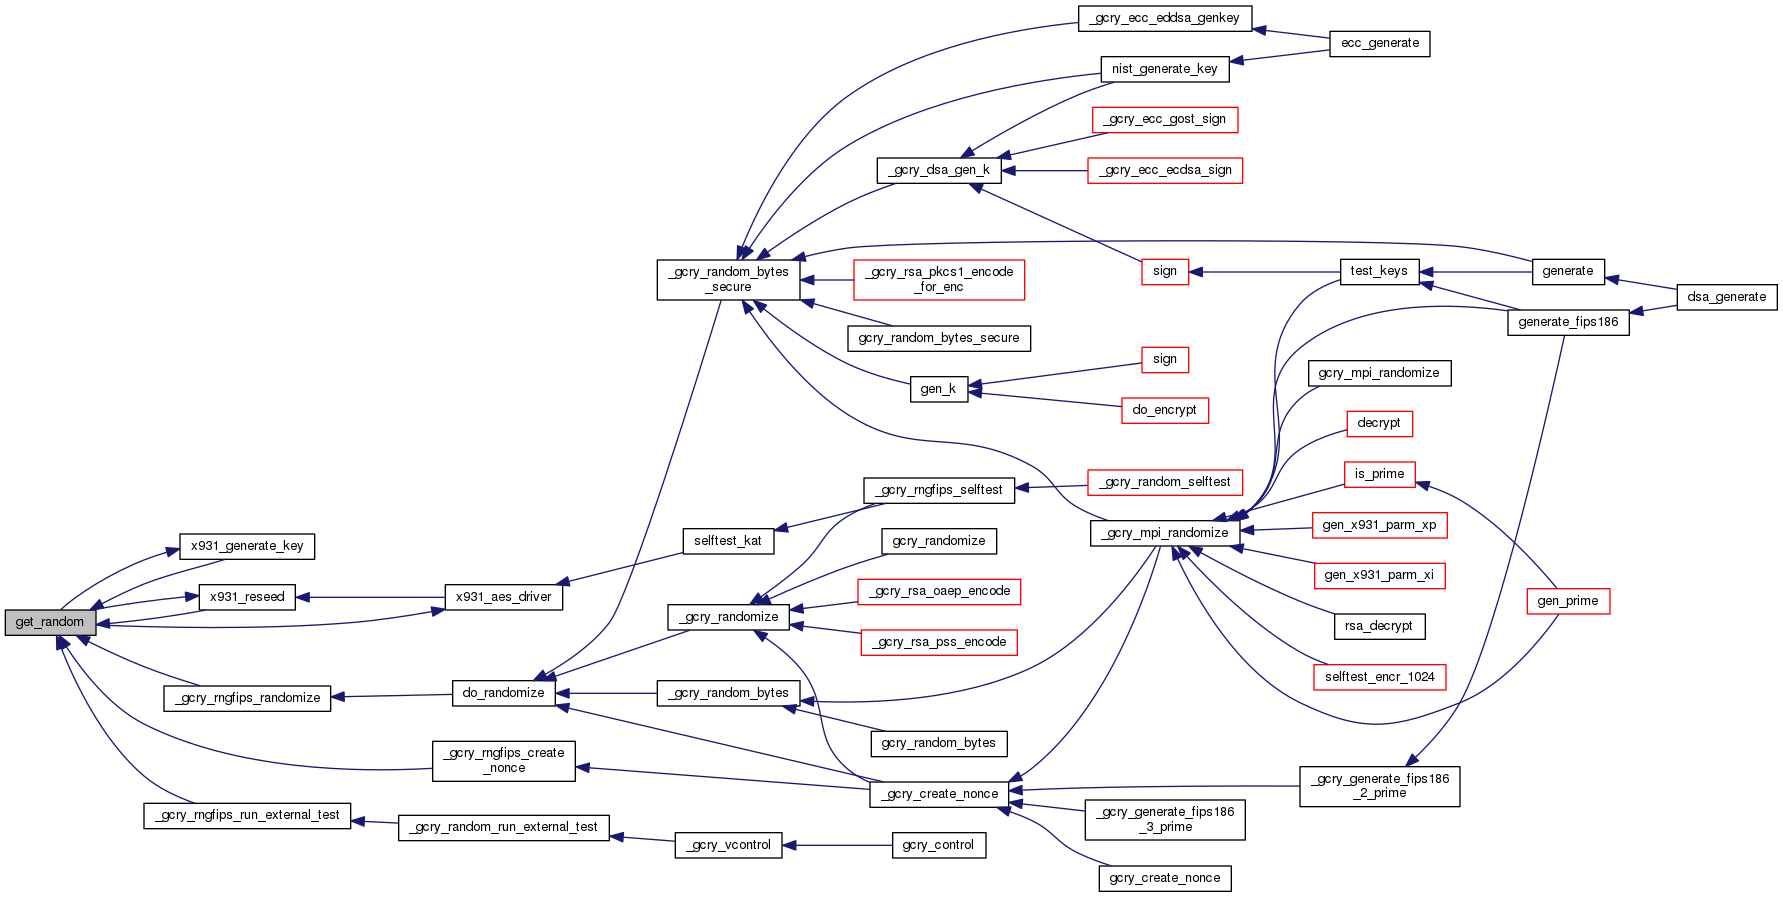 _gcry_ecc_eddsa_genkey
ecc_generate
nist_generate_key
_gcry_ecc_gost_sign
_gcry_dsa_gen_k
_gcry_ecc_ecdsa_sign
_gcry_random_bytes
_secure
_gcry_rsa_pkcs1_encode
_for_enc
sign
test_keys
generate
dsa_generate
gcry_random_bytes_secure
generate_fips186
gen_k
sign
do_encrypt
gcry_mpi_randomize
decrypt
is_prime
_gcry_rngfips_selftest
_gcry_random_selftest
selftest_kat
gcry_randomize
_gcry_mpi_randomize
gen_x931_parm_xp
x931_generate_key
gen_x931_parm_xi
x931_reseed
x931_aes_driver
_gcry_rsa_oaep_encode
gen_prime
get_random
_gcry_randomize
rsa_decrypt
_gcry_rsa_pss_encode
selftest_encr_1024
_gcry_rngfips_randomize
do_randomize
_gcry_random_bytes
gcry_random_bytes
_gcry_rngfips_create
_nonce
_gcry_create_nonce
_gcry_generate_fips186
_2_prime
_gcry_rngfips_run_external_test
_gcry_random_run_external_test
_gcry_generate_fips186
_3_prime
_gcry_vcontrol
gcry_control
gcry_create_nonce